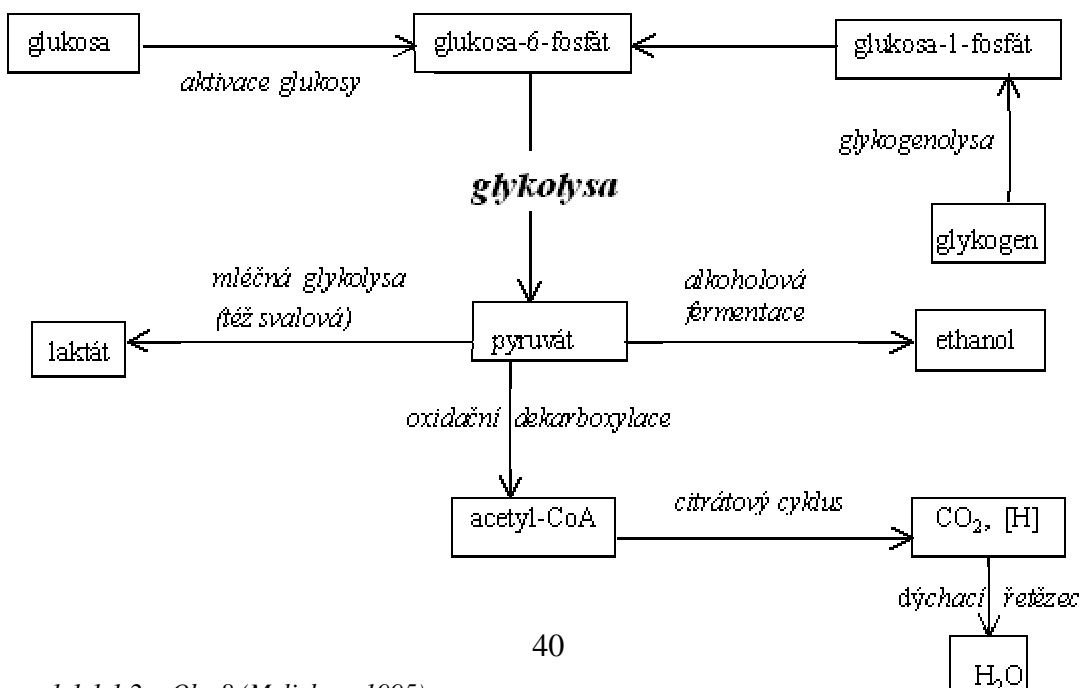 glukosa
glukosa-6-fosfát
glukosa-1-fosfát
aktivace glukosy
glykogenolysa
glykolysa
glykogen
mléčná glykolysa
(též svalová)
alkoholová
fermentace
laktát
pyruvát
ethanol
oxidační dekarboxylace
acetyl-CoA
citrátový cyklus
CO₂, [H]
dýchací řetězec
40
H₂O